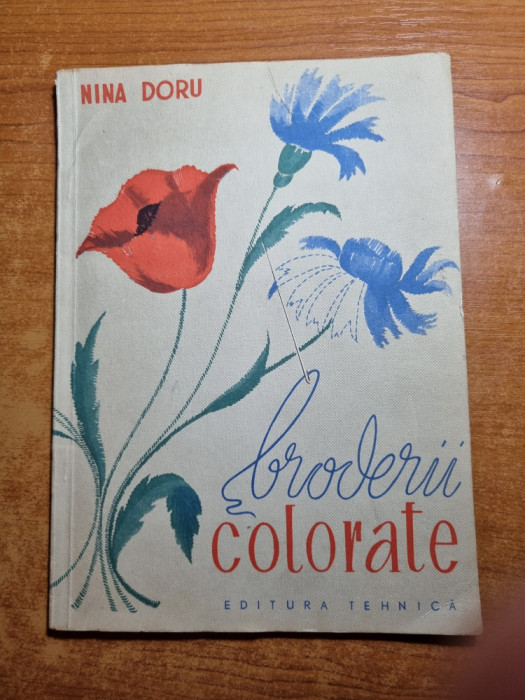 NINA DORU
broderii
colorate
EDITURA TEHNICĂ